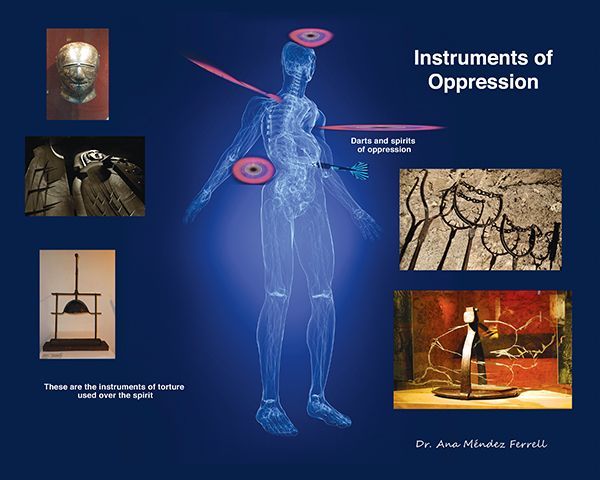 Instruments of
Oppression
Darts and spirits
of oppression
These are the instruments of torture
used over the spirit
Dr. Ana Méndez Ferrell